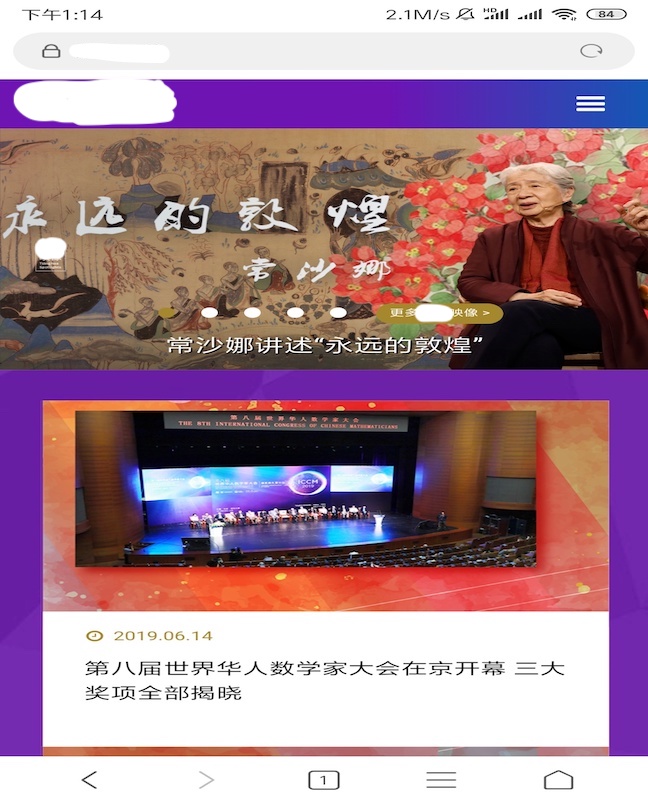 下午1:14
2.1M/s HD 84
永远的敦煌
常沙娜
更多 映像 >
常沙娜讲述“永远的敦煌”
第八届世界华人数学家大会
THE 8TH INTERNATIONAL CONGRESS OF CHINESE MATHEMATICIANS
ICCM
2019
2019.06.14
第八届世界华人数学家大会在京开幕 三大
奖项全部揭晓
1